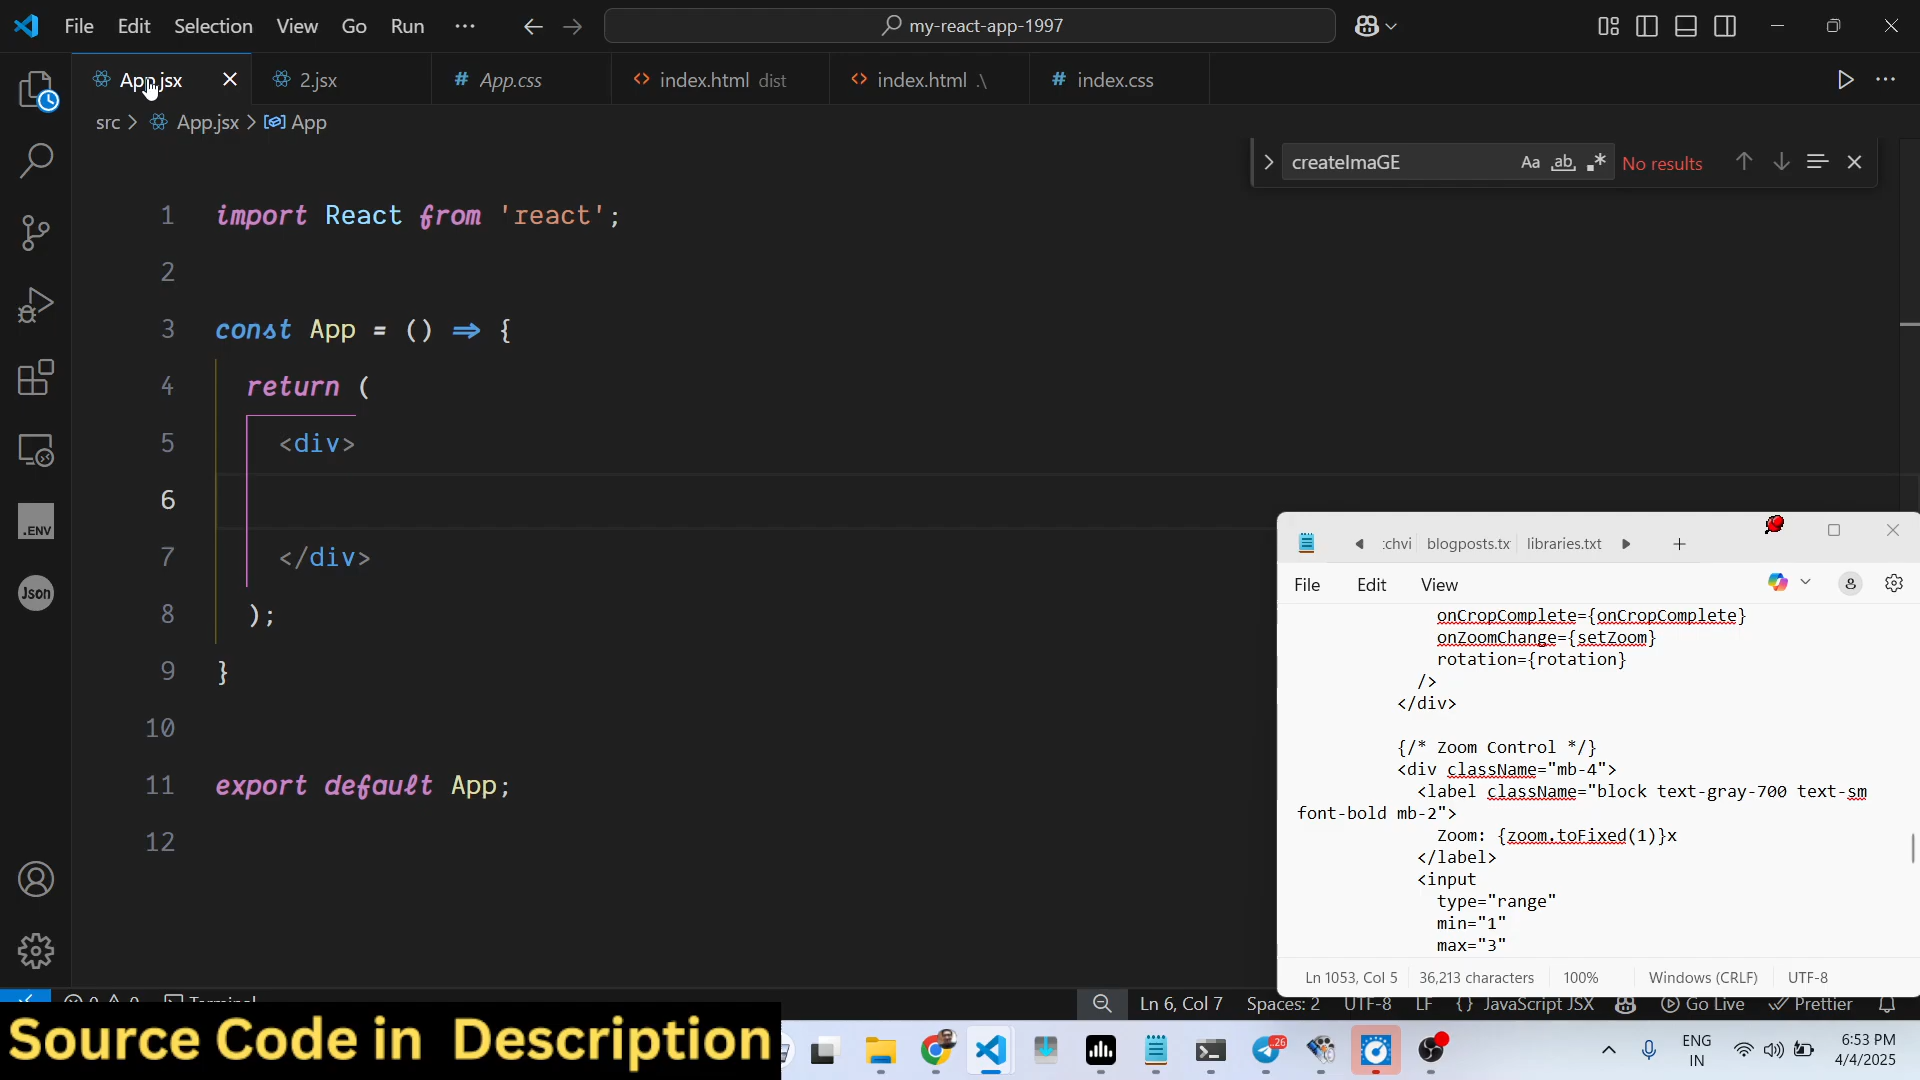 File Edit Selection View Go Run ··· my-react-app-1997
App.jsx 2.jsx # App.css <> index.html dist <> index.html .\ # index.css
src > App.jsx > App
createImaGE Aa ab .* No results
1 import React from 'react';
2
3 const App = () => {
4 return (
5 <div>
6
7 </div>
8 );
9 }
10
11 export default App;
12
.ENV
Json
:chvi blogposts.tx libraries.txt +
File Edit View
onCropComplete={onCropComplete}
onZoomChange={setZoom}
rotation={rotation}
/>
</div>
{/* Zoom Control */}
<div className="mb-4">
<label className="block text-gray-700 text-sm
font-bold mb-2">
Zoom: {zoom.toFixed(1)}x
</label>
<input
type="range"
min="1"
max="3"
Ln 1053, Col 5 36,213 characters 100% Windows (CRLF) UTF-8
Ln 6, Col 7 Spaces: 2 UTF-8 LF {} JavaScript JSX Go Live Prettier
Source Code in Description
26
ENG
IN
6:53 PM
4/4/2025